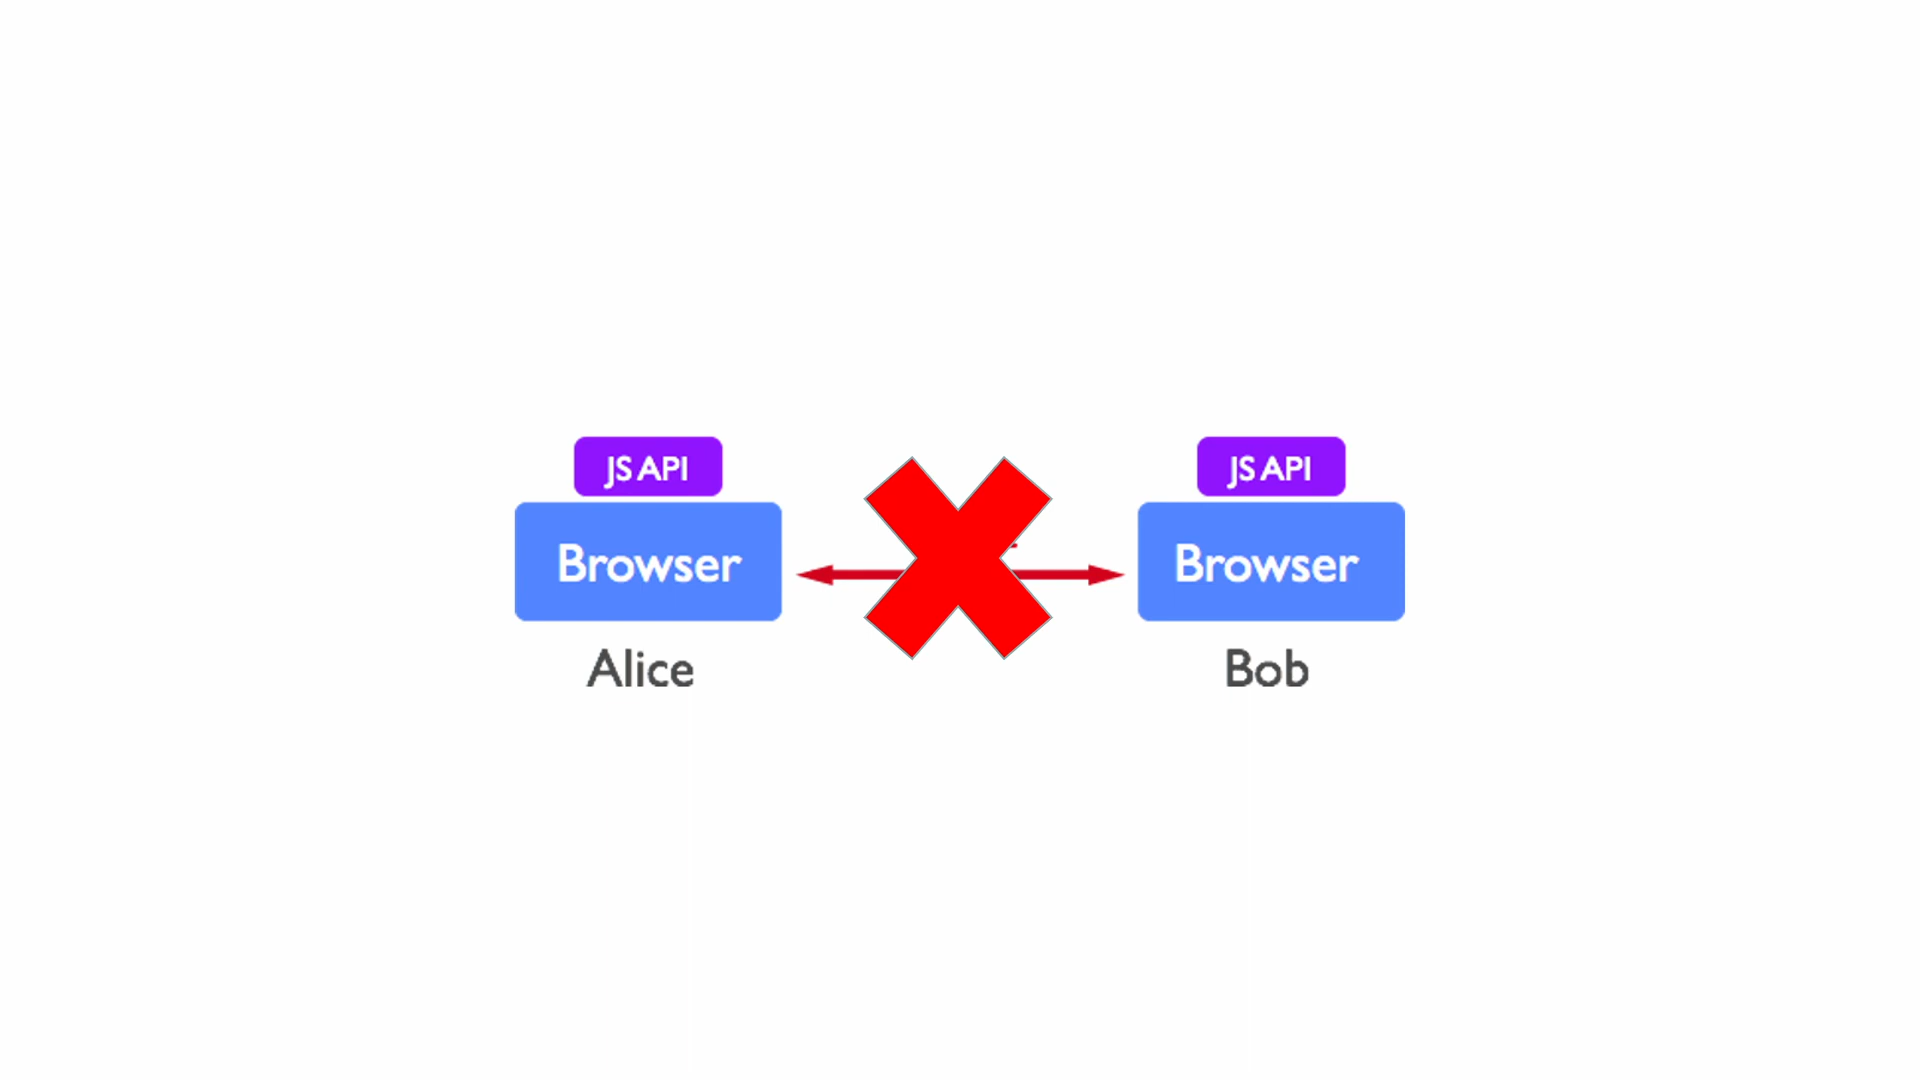 JS API
JS API
Browser
Browser
Alice
Bob